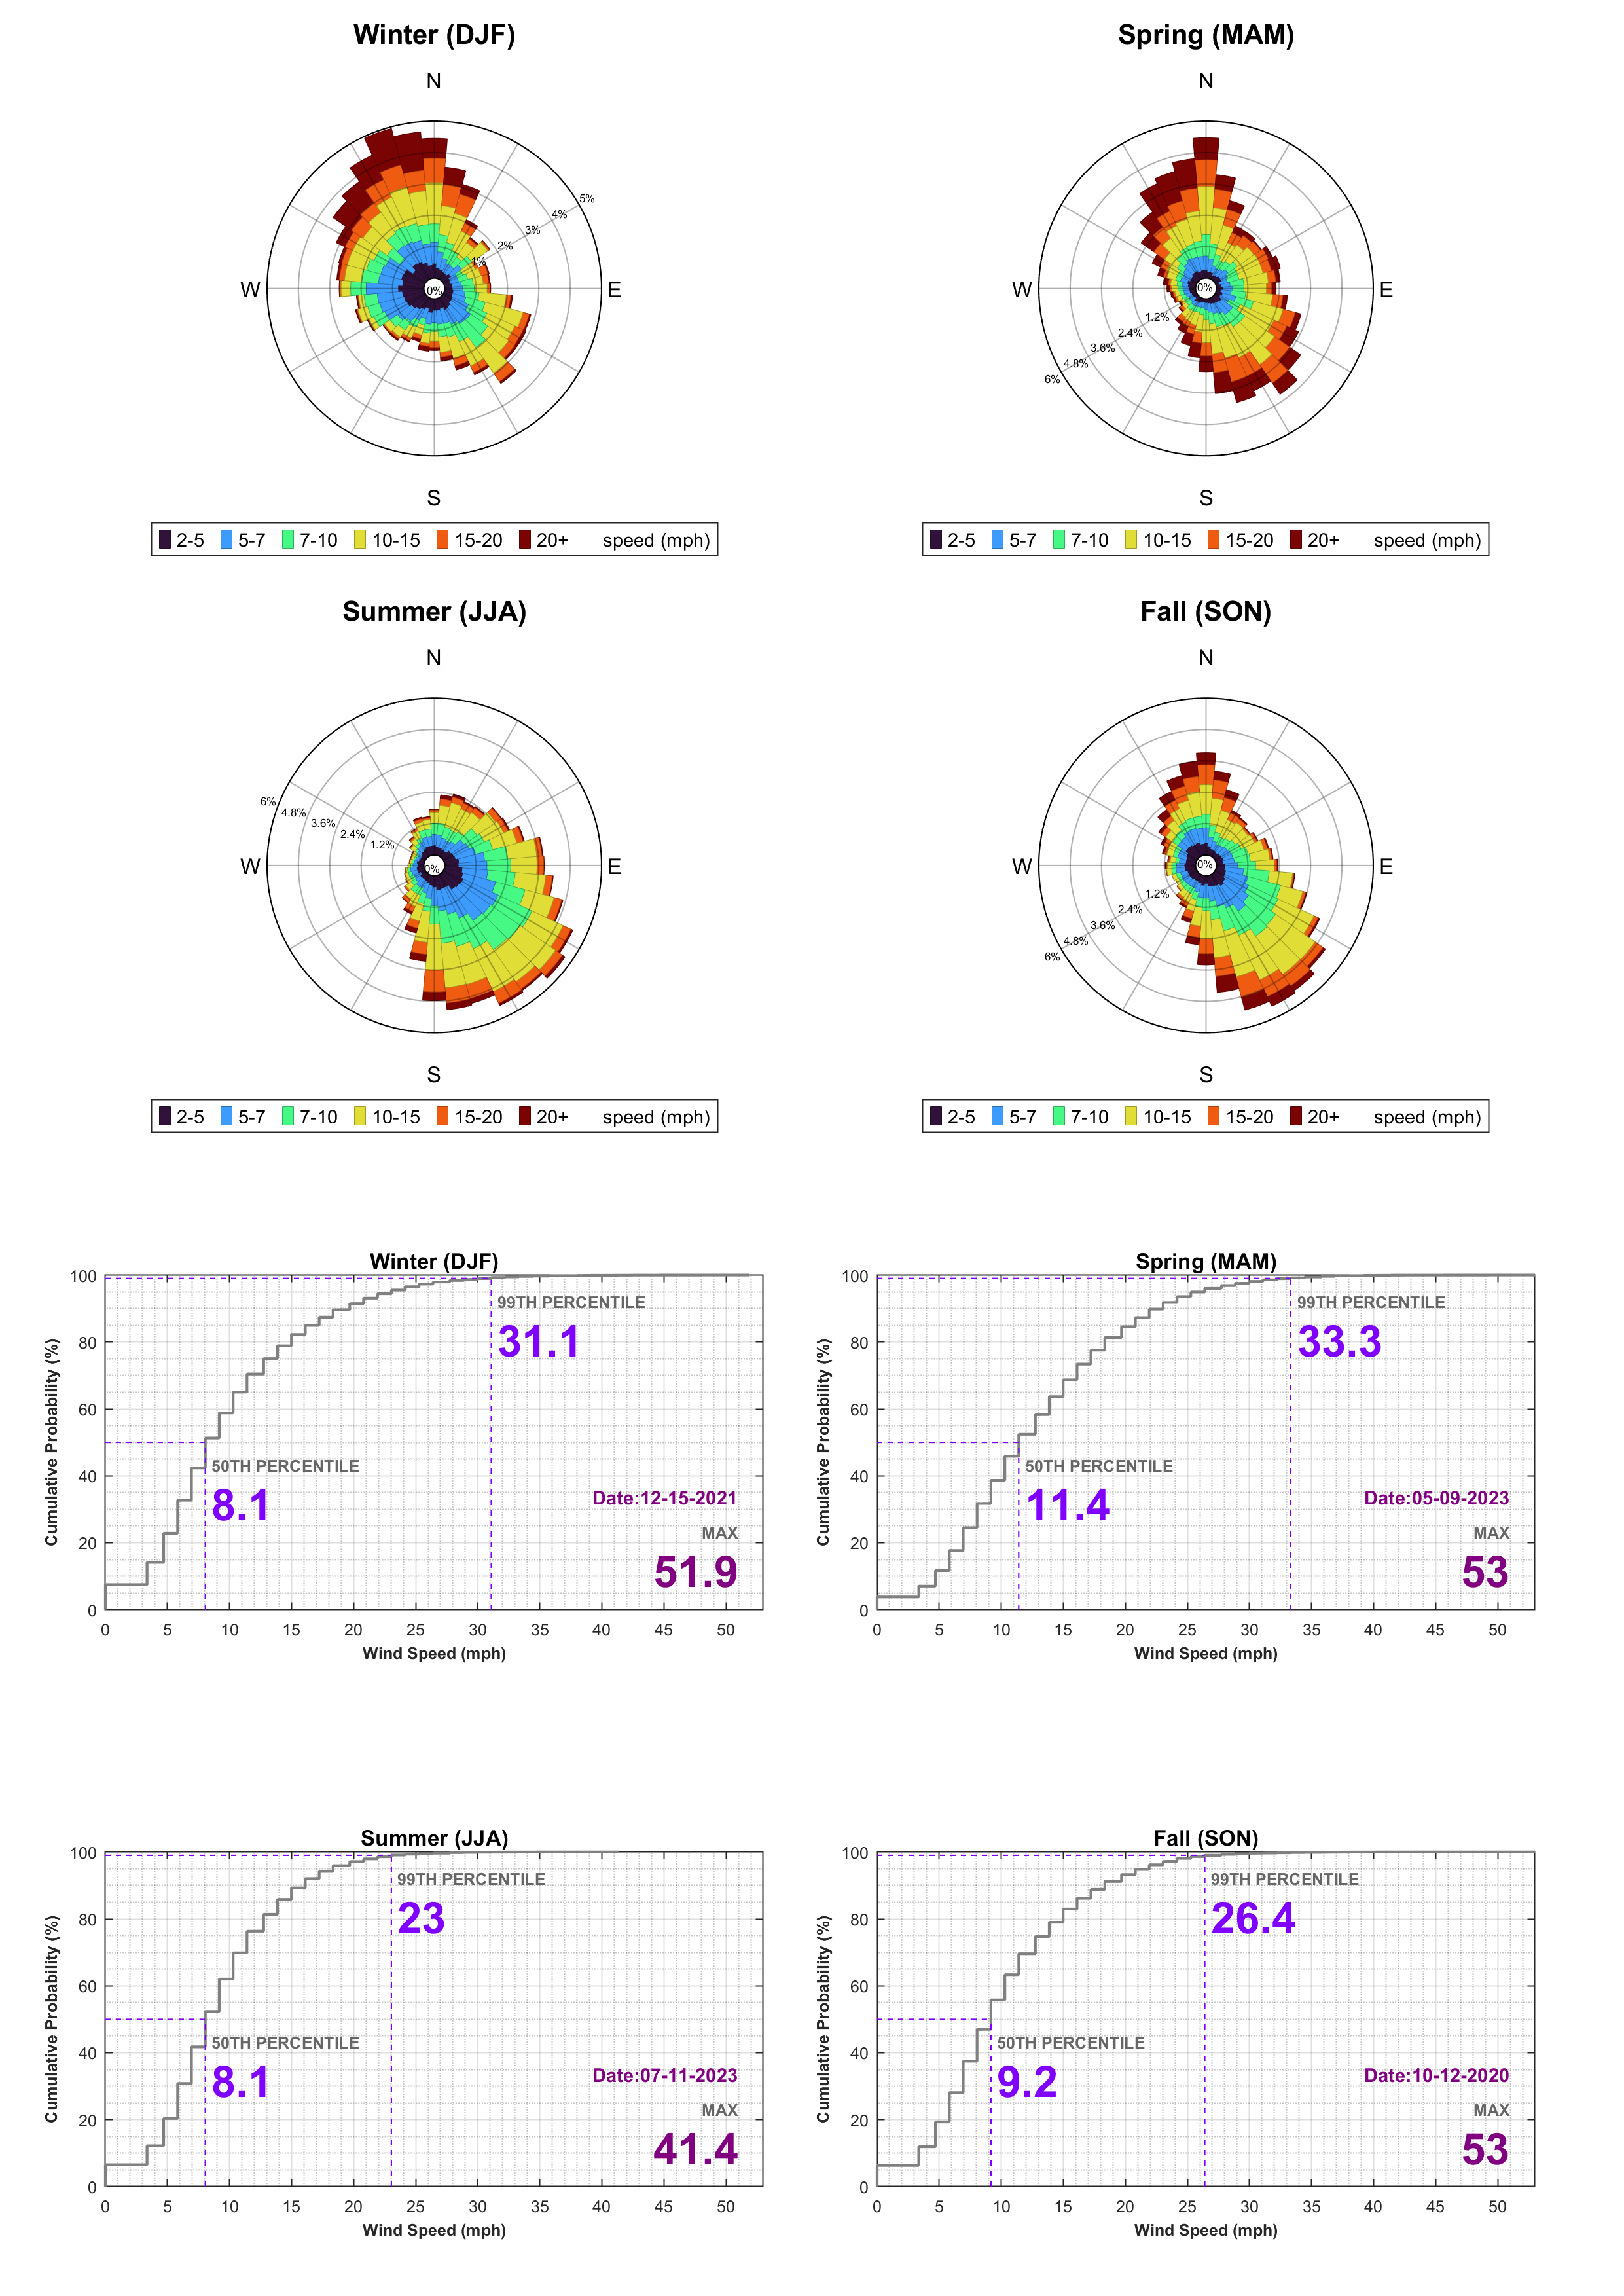 Winter (DJF)
N
5%
4%
3%
2%
1%
0%
W
E
S
2-5 5-7 7-10 10-15 15-20 20+ speed (mph)
Spring (MAM)
N
0%
1.2%
2.4%
3.6%
4.8%
6%
W
E
S
2-5 5-7 7-10 10-15 15-20 20+ speed (mph)
Summer (JJA)
N
6%
4.8%
3.6%
2.4%
1.2%
0%
W
E
S
2-5 5-7 7-10 10-15 15-20 20+ speed (mph)
Fall (SON)
N
0%
1.2%
2.4%
3.6%
4.8%
6%
W
E
S
2-5 5-7 7-10 10-15 15-20 20+ speed (mph)
Winter (DJF)
Cumulative Probability (%)
100
80
60
40
20
0
99TH PERCENTILE
31.1
50TH PERCENTILE
8.1
Date:12-15-2021
MAX
51.9
0 5 10 15 20 25 30 35 40 45 50
Wind Speed (mph)
Spring (MAM)
Cumulative Probability (%)
100
80
60
40
20
0
99TH PERCENTILE
33.3
50TH PERCENTILE
11.4
Date:05-09-2023
MAX
53
0 5 10 15 20 25 30 35 40 45 50
Wind Speed (mph)
Summer (JJA)
Cumulative Probability (%)
100
80
60
40
20
0
99TH PERCENTILE
23
50TH PERCENTILE
8.1
Date:07-11-2023
MAX
41.4
0 5 10 15 20 25 30 35 40 45 50
Wind Speed (mph)
Fall (SON)
Cumulative Probability (%)
100
80
60
40
20
0
99TH PERCENTILE
26.4
50TH PERCENTILE
9.2
Date:10-12-2020
MAX
53
0 5 10 15 20 25 30 35 40 45 50
Wind Speed (mph)